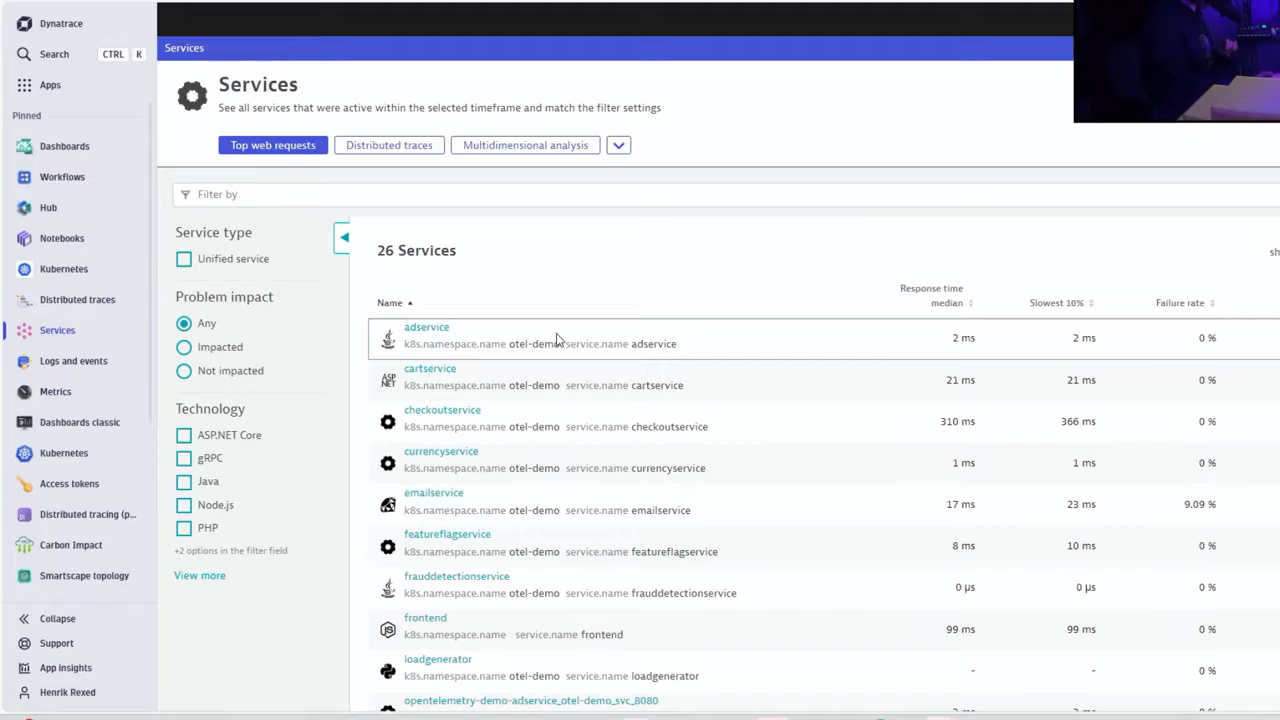 Dynatrace
Search CTRL K
Apps
Pinned
Dashboards
Workflows
Hub
Notebooks
Kubernetes
Distributed traces
Services
Logs and events
Metrics
Dashboards classic
Kubernetes
Access tokens
Distributed tracing (p...
Carbon Impact
Smartscape topology
Collapse
Support
App insights
Henrik Rexed
Services
Services
See all services that were active within the selected timeframe and match the filter settings
Top web requests Distributed traces Multidimensional analysis
Filter by
Service type
Unified service
Problem impact
Any
Impacted
Not impacted
Technology
ASP.NET Core
gRPC
Java
Node.js
PHP
+2 options in the filter field
View more
26 Services
sh
Name Response time median Slowest 10% Failure rate
adservice
k8s.namespace.name otel-demo service.name adservice 2 ms 2 ms 0 %
cartservice
k8s.namespace.name otel-demo service.name cartservice 21 ms 21 ms 0 %
checkoutservice
k8s.namespace.name otel-demo service.name checkoutservice 310 ms 366 ms 0 %
currencyservice
k8s.namespace.name otel-demo service.name currencyservice 1 ms 1 ms 0 %
emailservice
k8s.namespace.name otel-demo service.name emailservice 17 ms 23 ms 9.09 %
featureflagservice
k8s.namespace.name otel-demo service.name featureflagservice 8 ms 10 ms 0 %
frauddetectionservice
k8s.namespace.name otel-demo service.name frauddetectionservice 0 µs 0 µs 0 %
frontend
k8s.namespace.name service.name frontend 99 ms 99 ms 0 %
loadgenerator
k8s.namespace.name otel-demo service.name loadgenerator - - 0 %
opentelemetry-demo-adservice_otel-demo_svc_8080